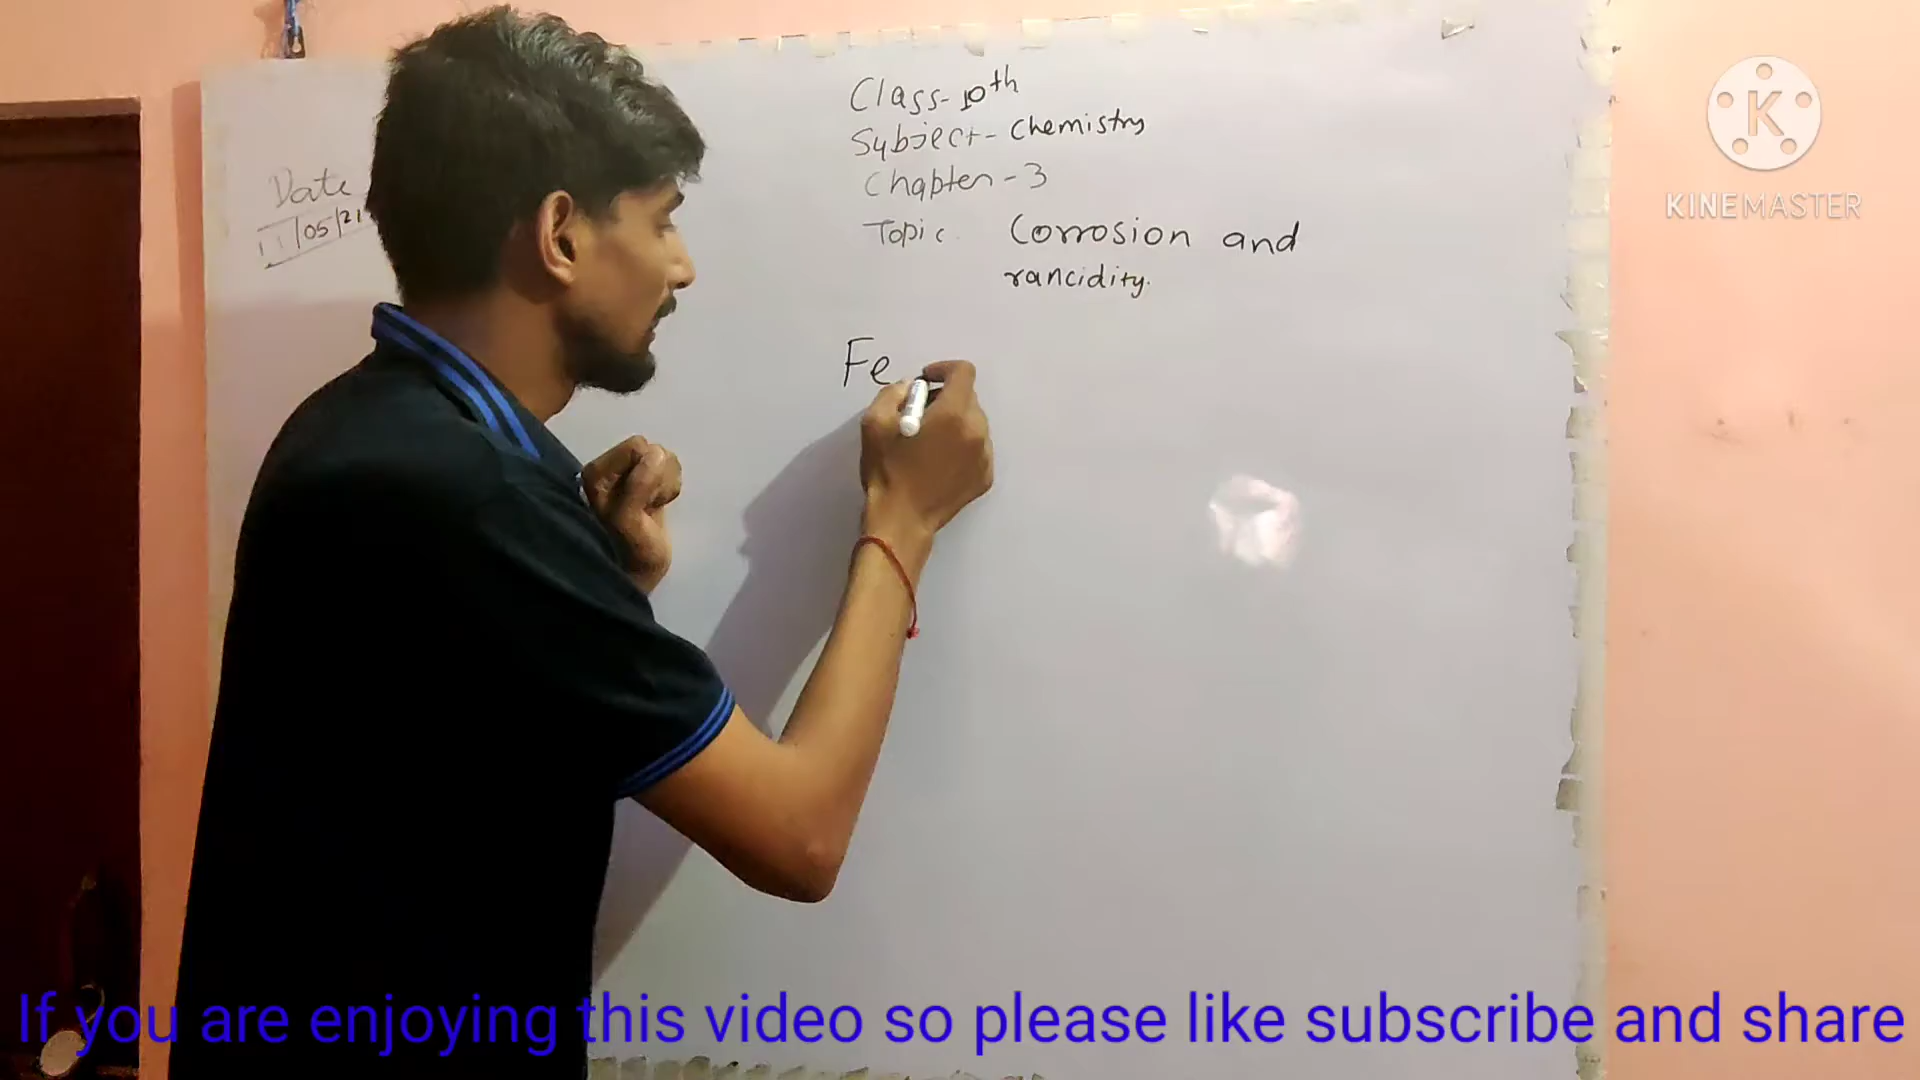 Class-10th
Subject- Chemistry
Chapter-3
Topic Corrosion and
rancidity.
Date
11/05/21
Fe
KINEMASTER
If you are enjoying this video so please like subscribe and share